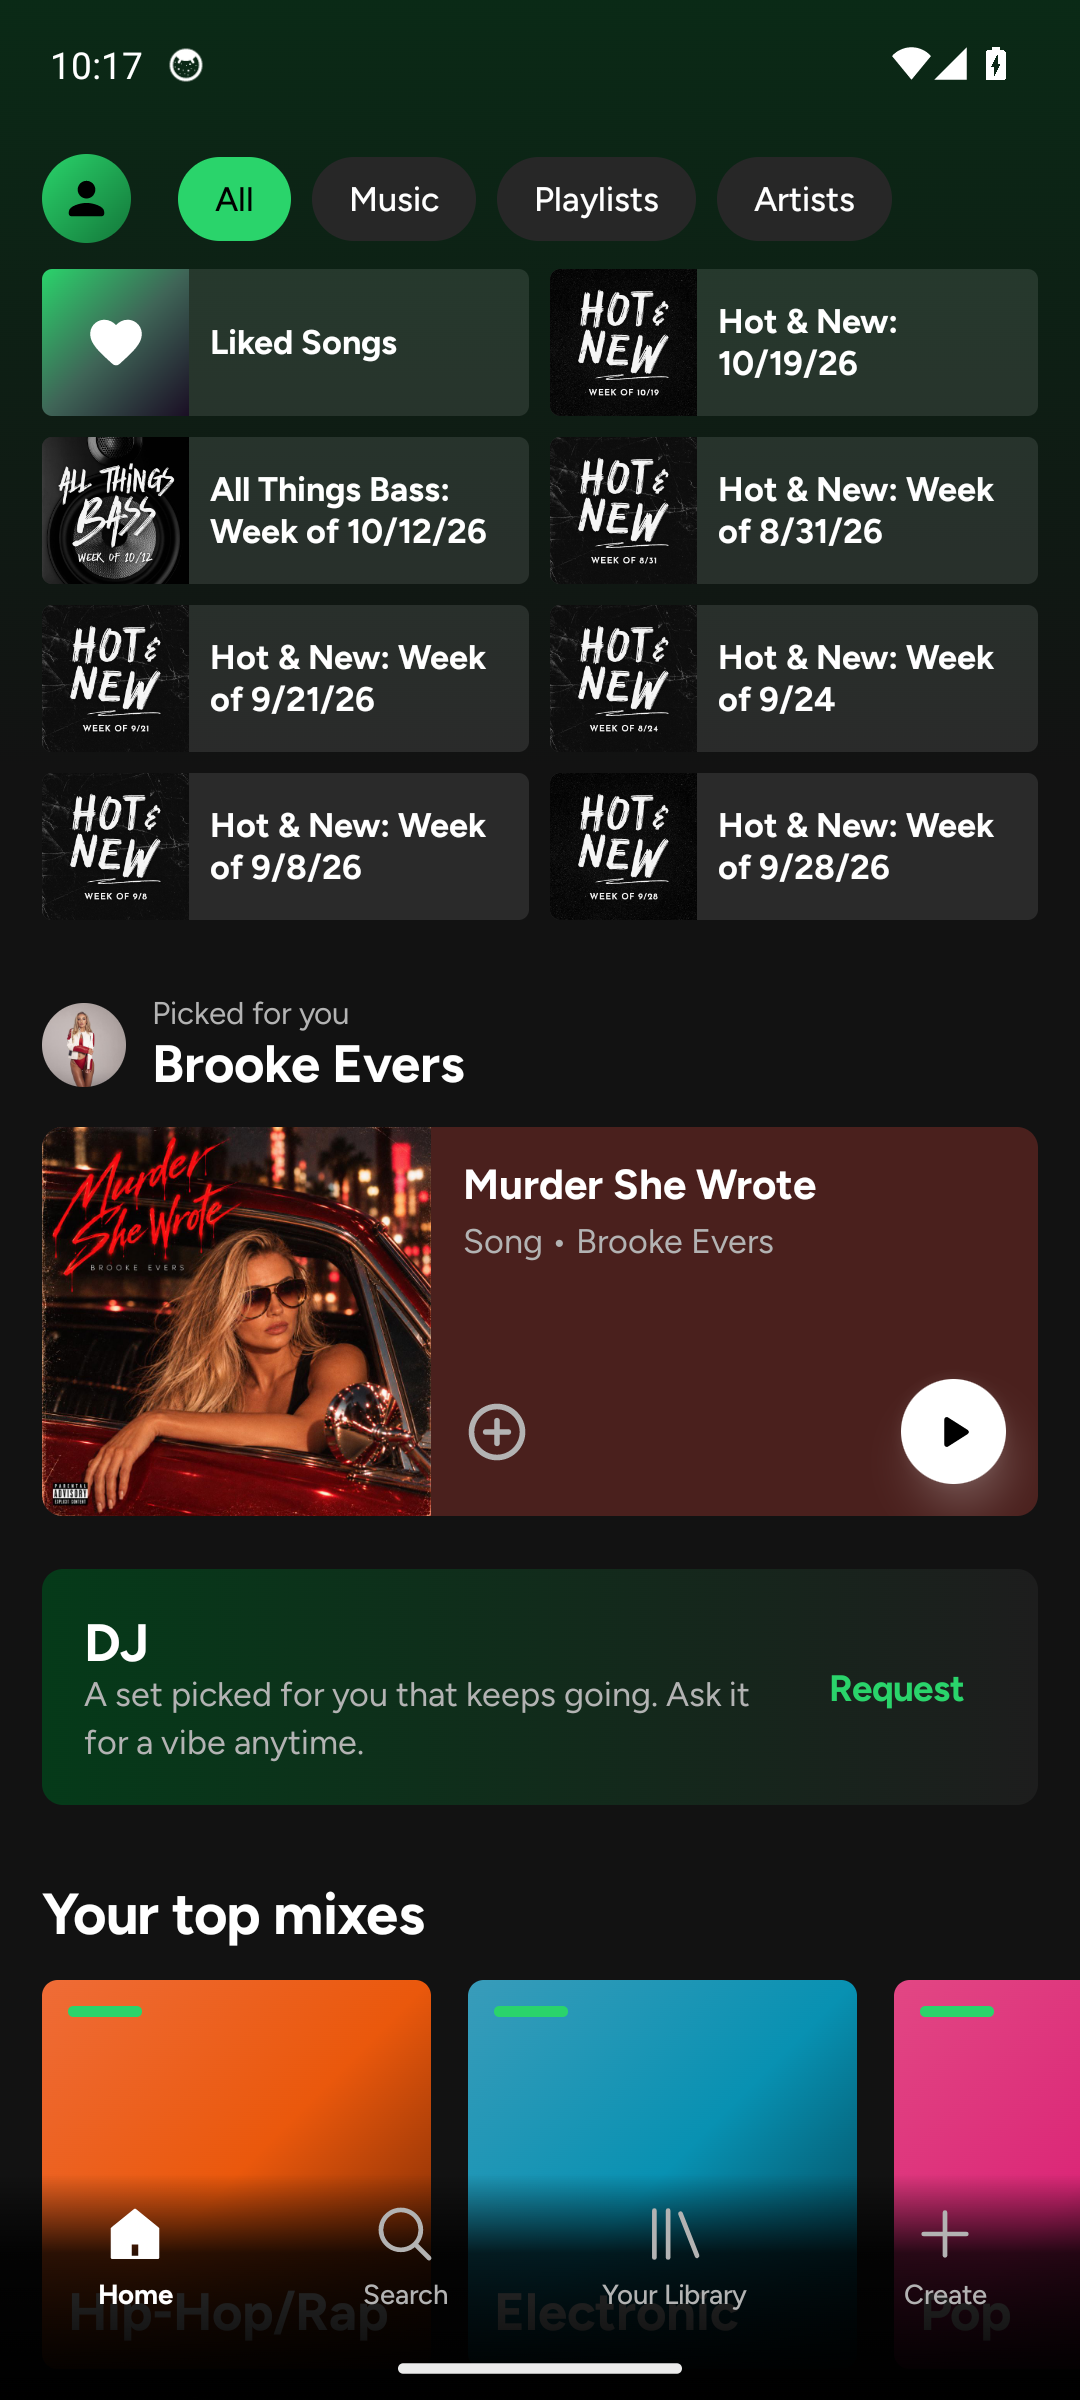 10:17
All
Music
Playlists
Artists
Liked Songs
HOT &
NEW
WEEK OF 10/19
Hot & New:
10/19/26
ALL THINGS
BASS
WEEK OF 10/12
All Things Bass:
Week of 10/12/26
HOT &
NEW
WEEK OF 8/31
Hot & New: Week
of 8/31/26
HOT &
NEW
WEEK OF 9/21
Hot & New: Week
of 9/21/26
HOT &
NEW
WEEK OF 8/24
Hot & New: Week
of 9/24
HOT &
NEW
WEEK OF 9/8
Hot & New: Week
of 9/8/26
HOT &
NEW
WEEK OF 9/28
Hot & New: Week
of 9/28/26
Picked for you
Brooke Evers
Murder
She Wrote
BROOKE EVERS
PARENTAL
ADVISORY
EXPLICIT CONTENT
Murder She Wrote
Song • Brooke Evers
DJ
A set picked for you that keeps going. Ask it
for a vibe anytime.
Request
Your top mixes
Hip-Hop/Rap
Electronic
Pop
Home
Search
Your Library
Create